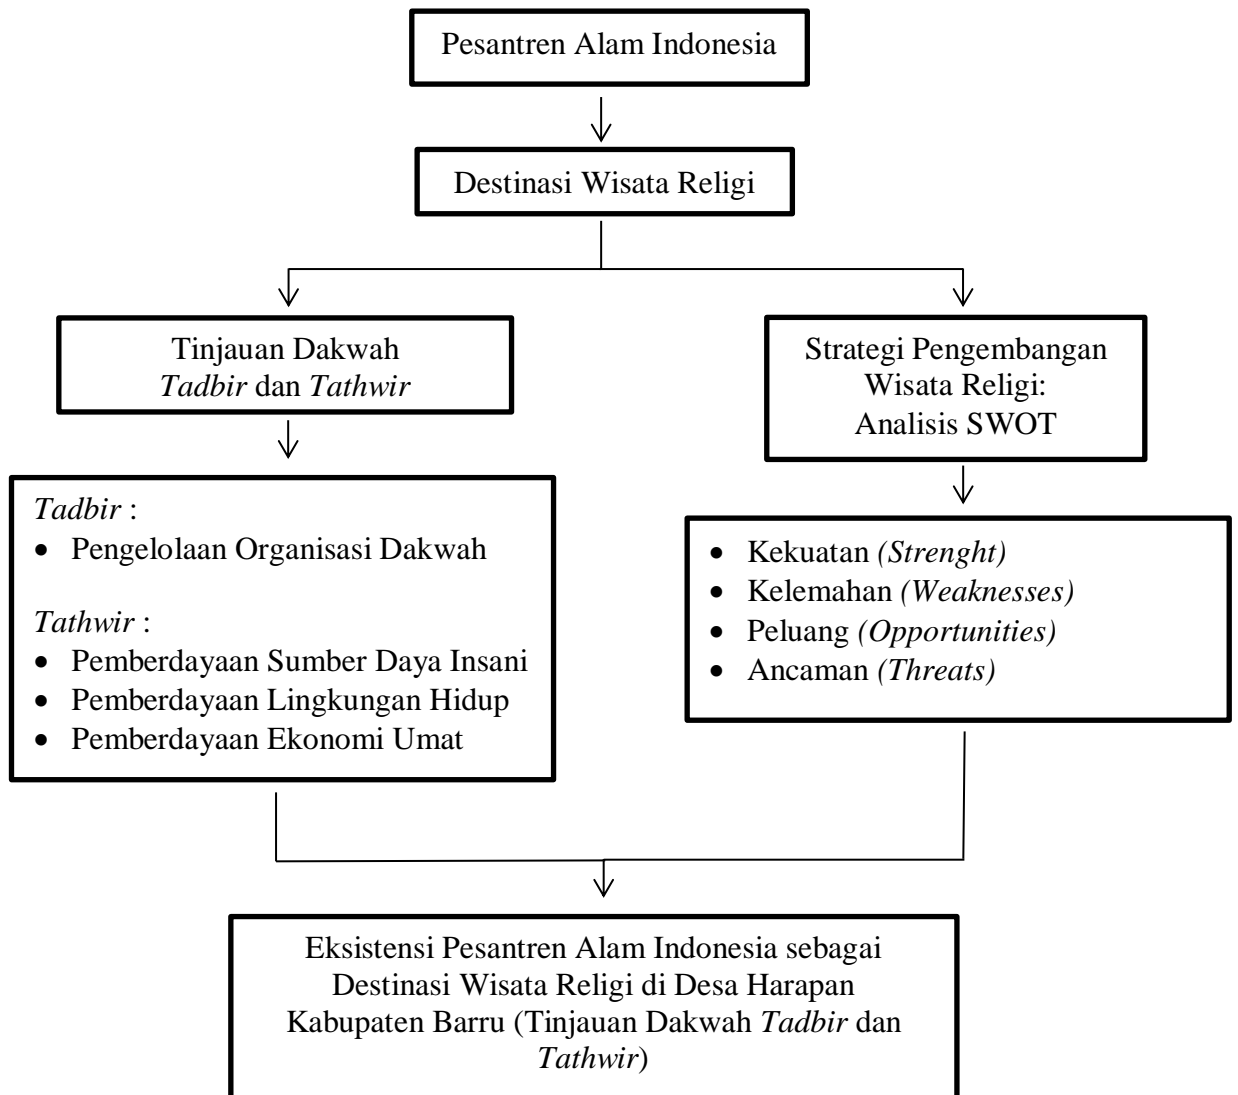 Pesantren Alam Indonesia
Destinasi Wisata Religi
Tinjauan Dakwah
Tadbir dan Tathwir
Strategi Pengembangan
Wisata Religi:
Analisis SWOT
Tadbir :
• Pengelolaan Organisasi Dakwah
Tathwir :
• Pemberdayaan Sumber Daya Insani
• Pemberdayaan Lingkungan Hidup
• Pemberdayaan Ekonomi Umat
• Kekuatan (Strenght)
• Kelemahan (Weaknesses)
• Peluang (Opportunities)
• Ancaman (Threats)
Eksistensi Pesantren Alam Indonesia sebagai
Destinasi Wisata Religi di Desa Harapan
Kabupaten Barru (Tinjauan Dakwah Tadbir dan
Tathwir)